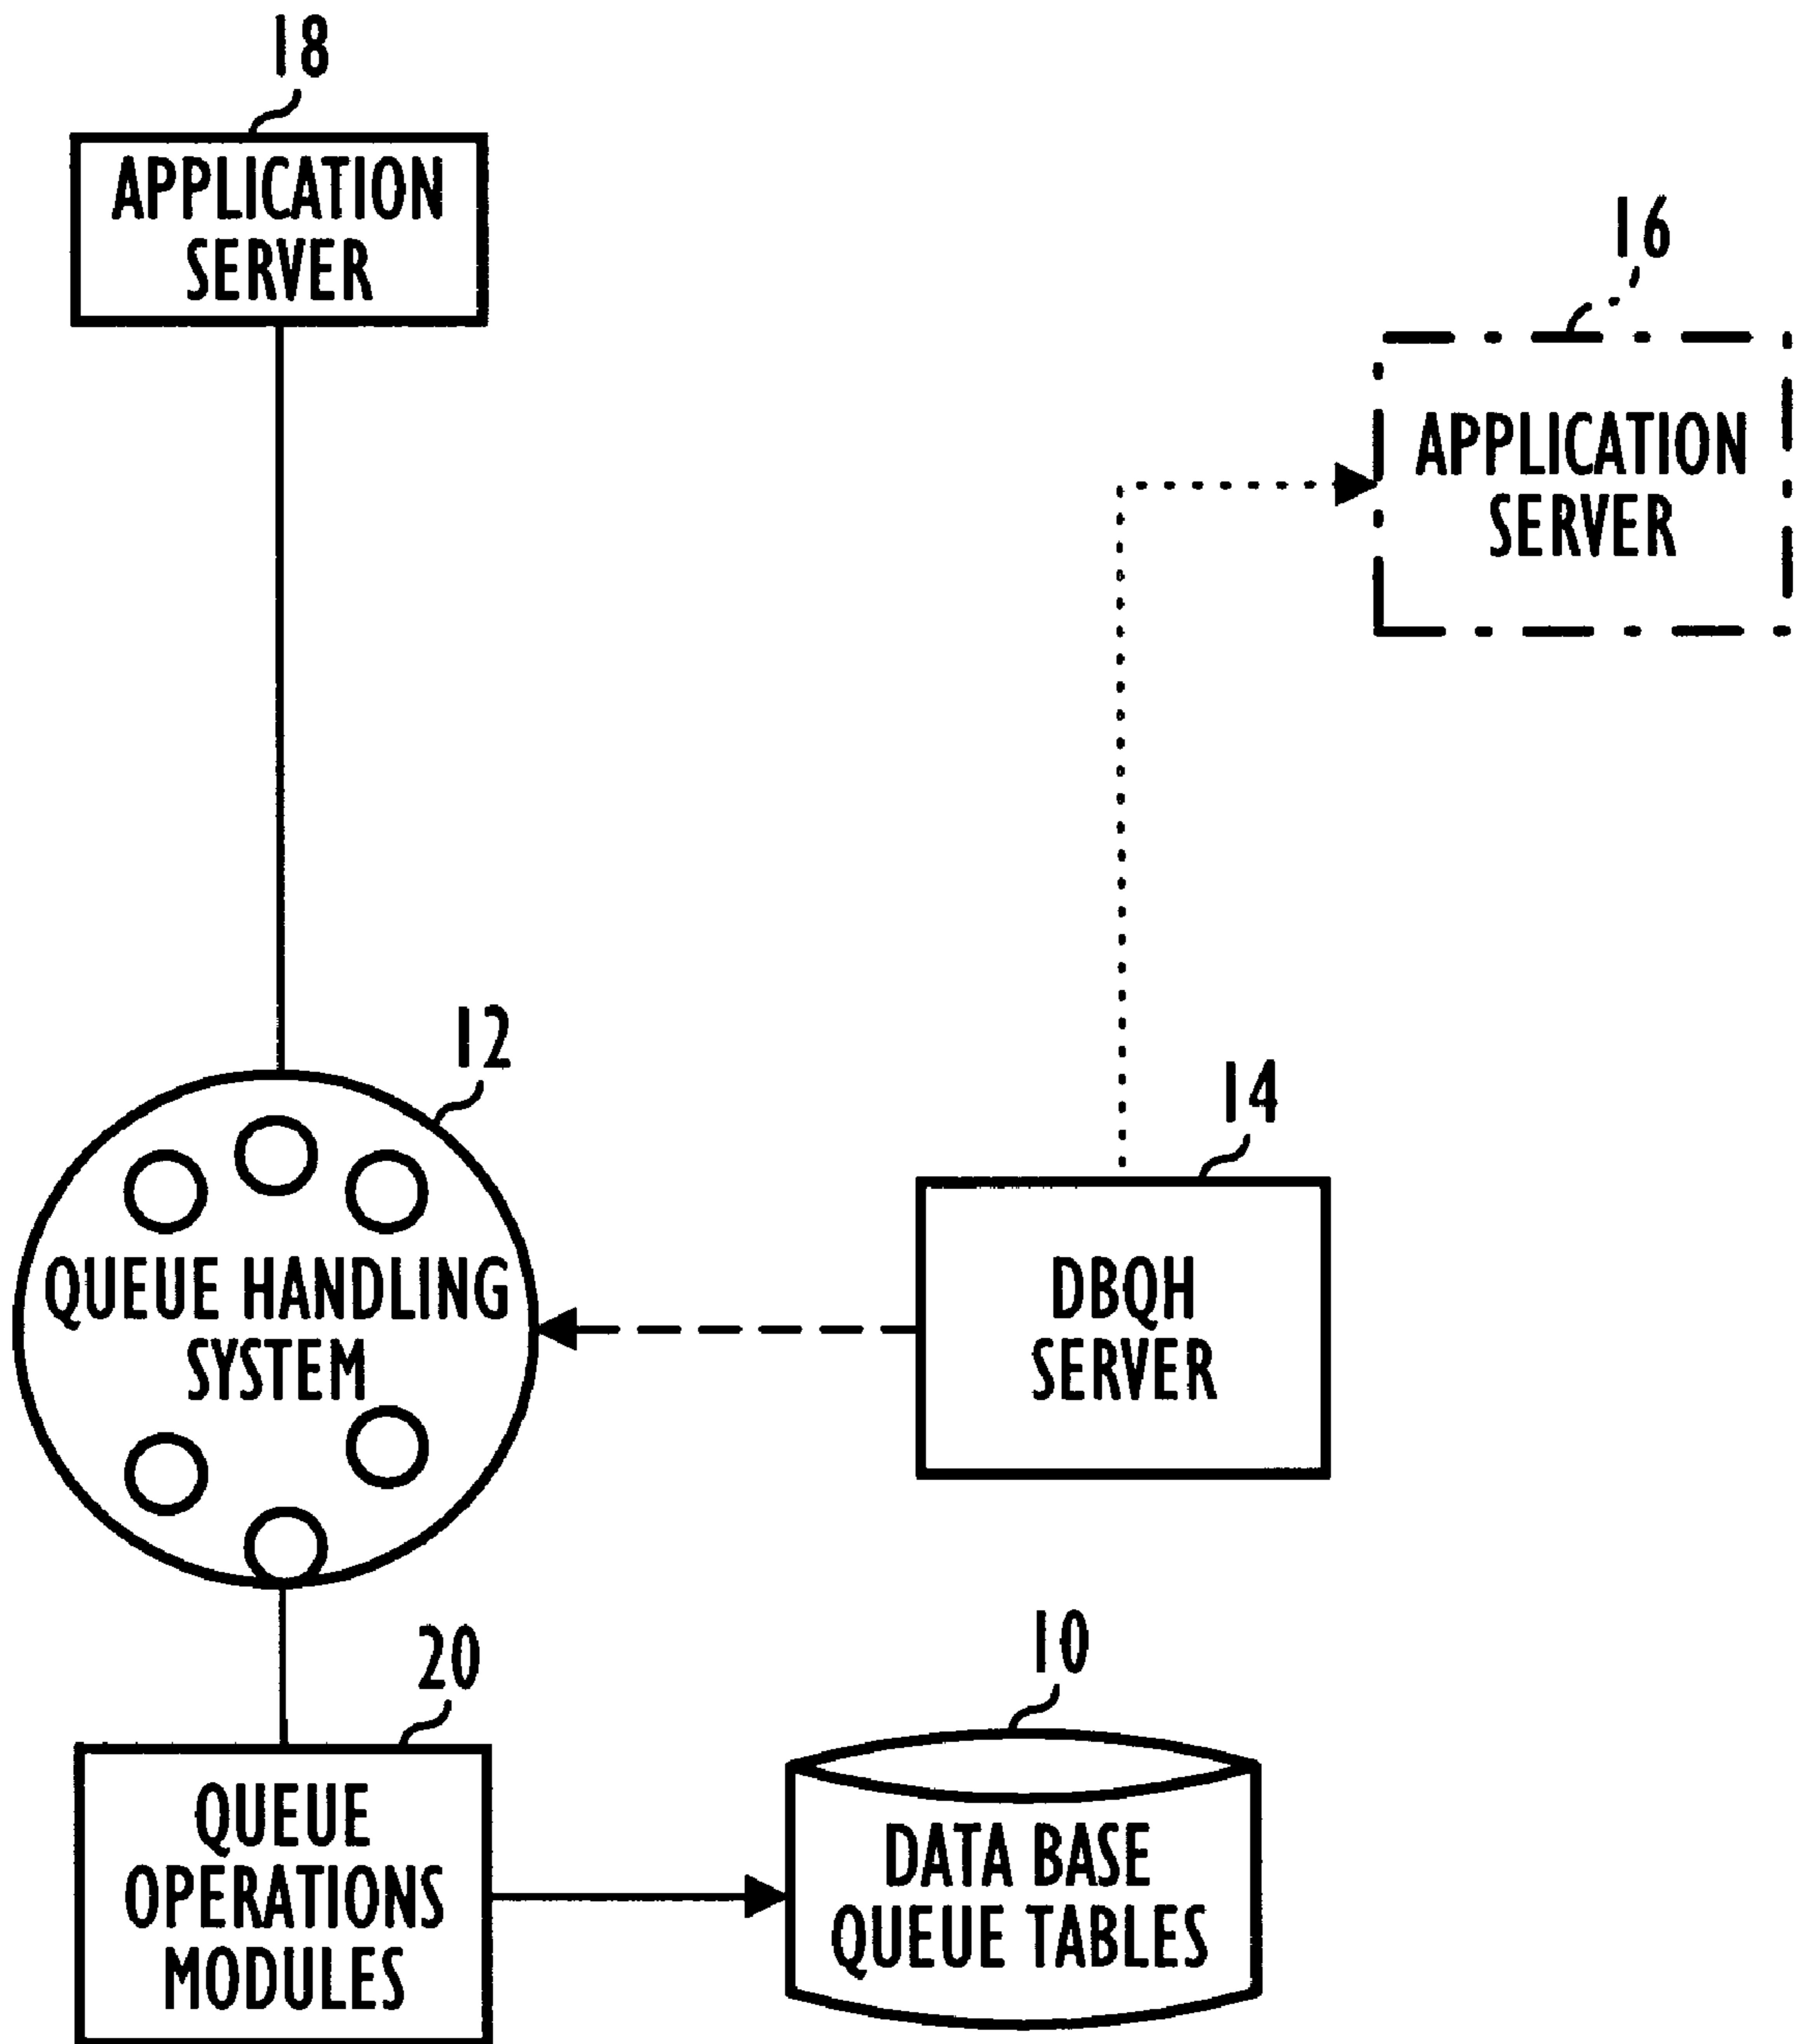 18
APPLICATION
SERVER
16
APPLICATION
SERVER
12
QUEUE HANDLING
SYSTEM
14
DBQH
SERVER
20
QUEUE
OPERATIONS
MODULES
10
DATA BASE
QUEUE TABLES